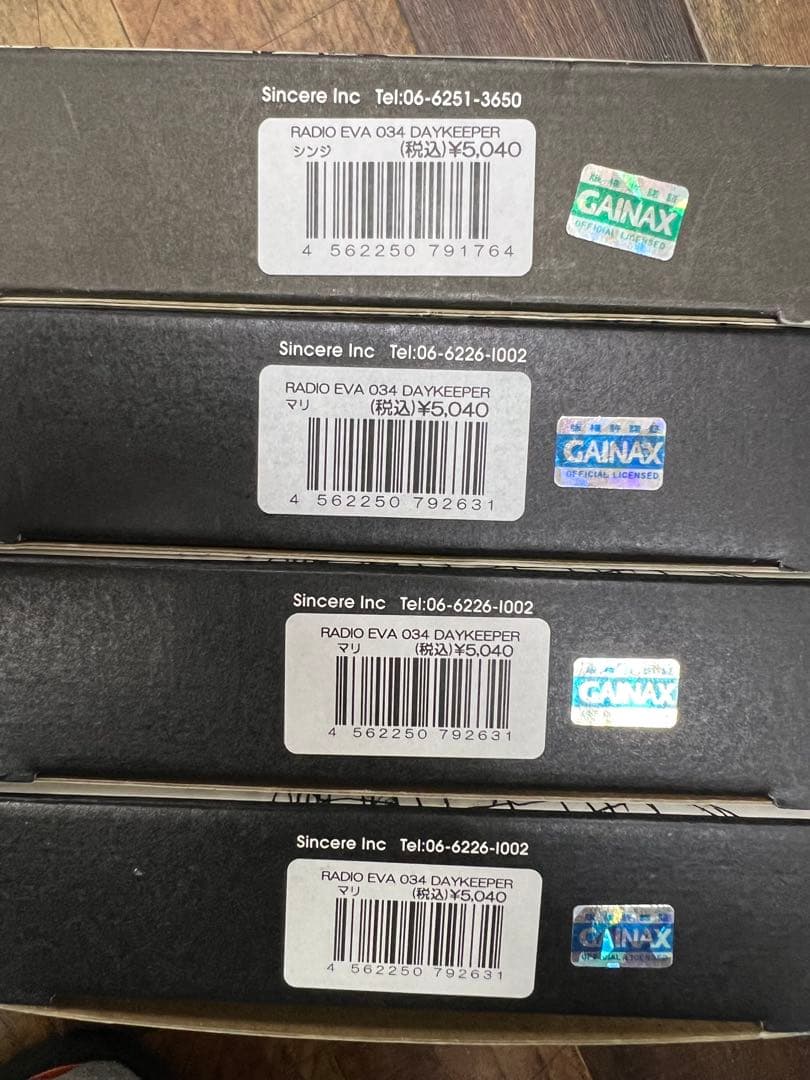 Sincere Inc Tel:06-6251-3650
RADIO EVA 034 DAYKEEPER
シンジ (税込)¥5,040
4 562250 791764
GAINAX
OFFICIAL LICENSED
Sincere Inc Tel:06-6226-1002
RADIO EVA 034 DAYKEEPER
マリ (税込)¥5,040
4 562250 792631
GAINAX
OFFICIAL LICENSED
Sincere Inc Tel:06-6226-1002
RADIO EVA 034 DAYKEEPER
マリ (税込)¥5,040
4 562250 792631
GAINAX
Sincere Inc Tel:06-6226-1002
RADIO EVA 034 DAYKEEPER
マリ (税込)¥5,040
4 562250 792631
GAINAX
OFFICIAL LICENSED